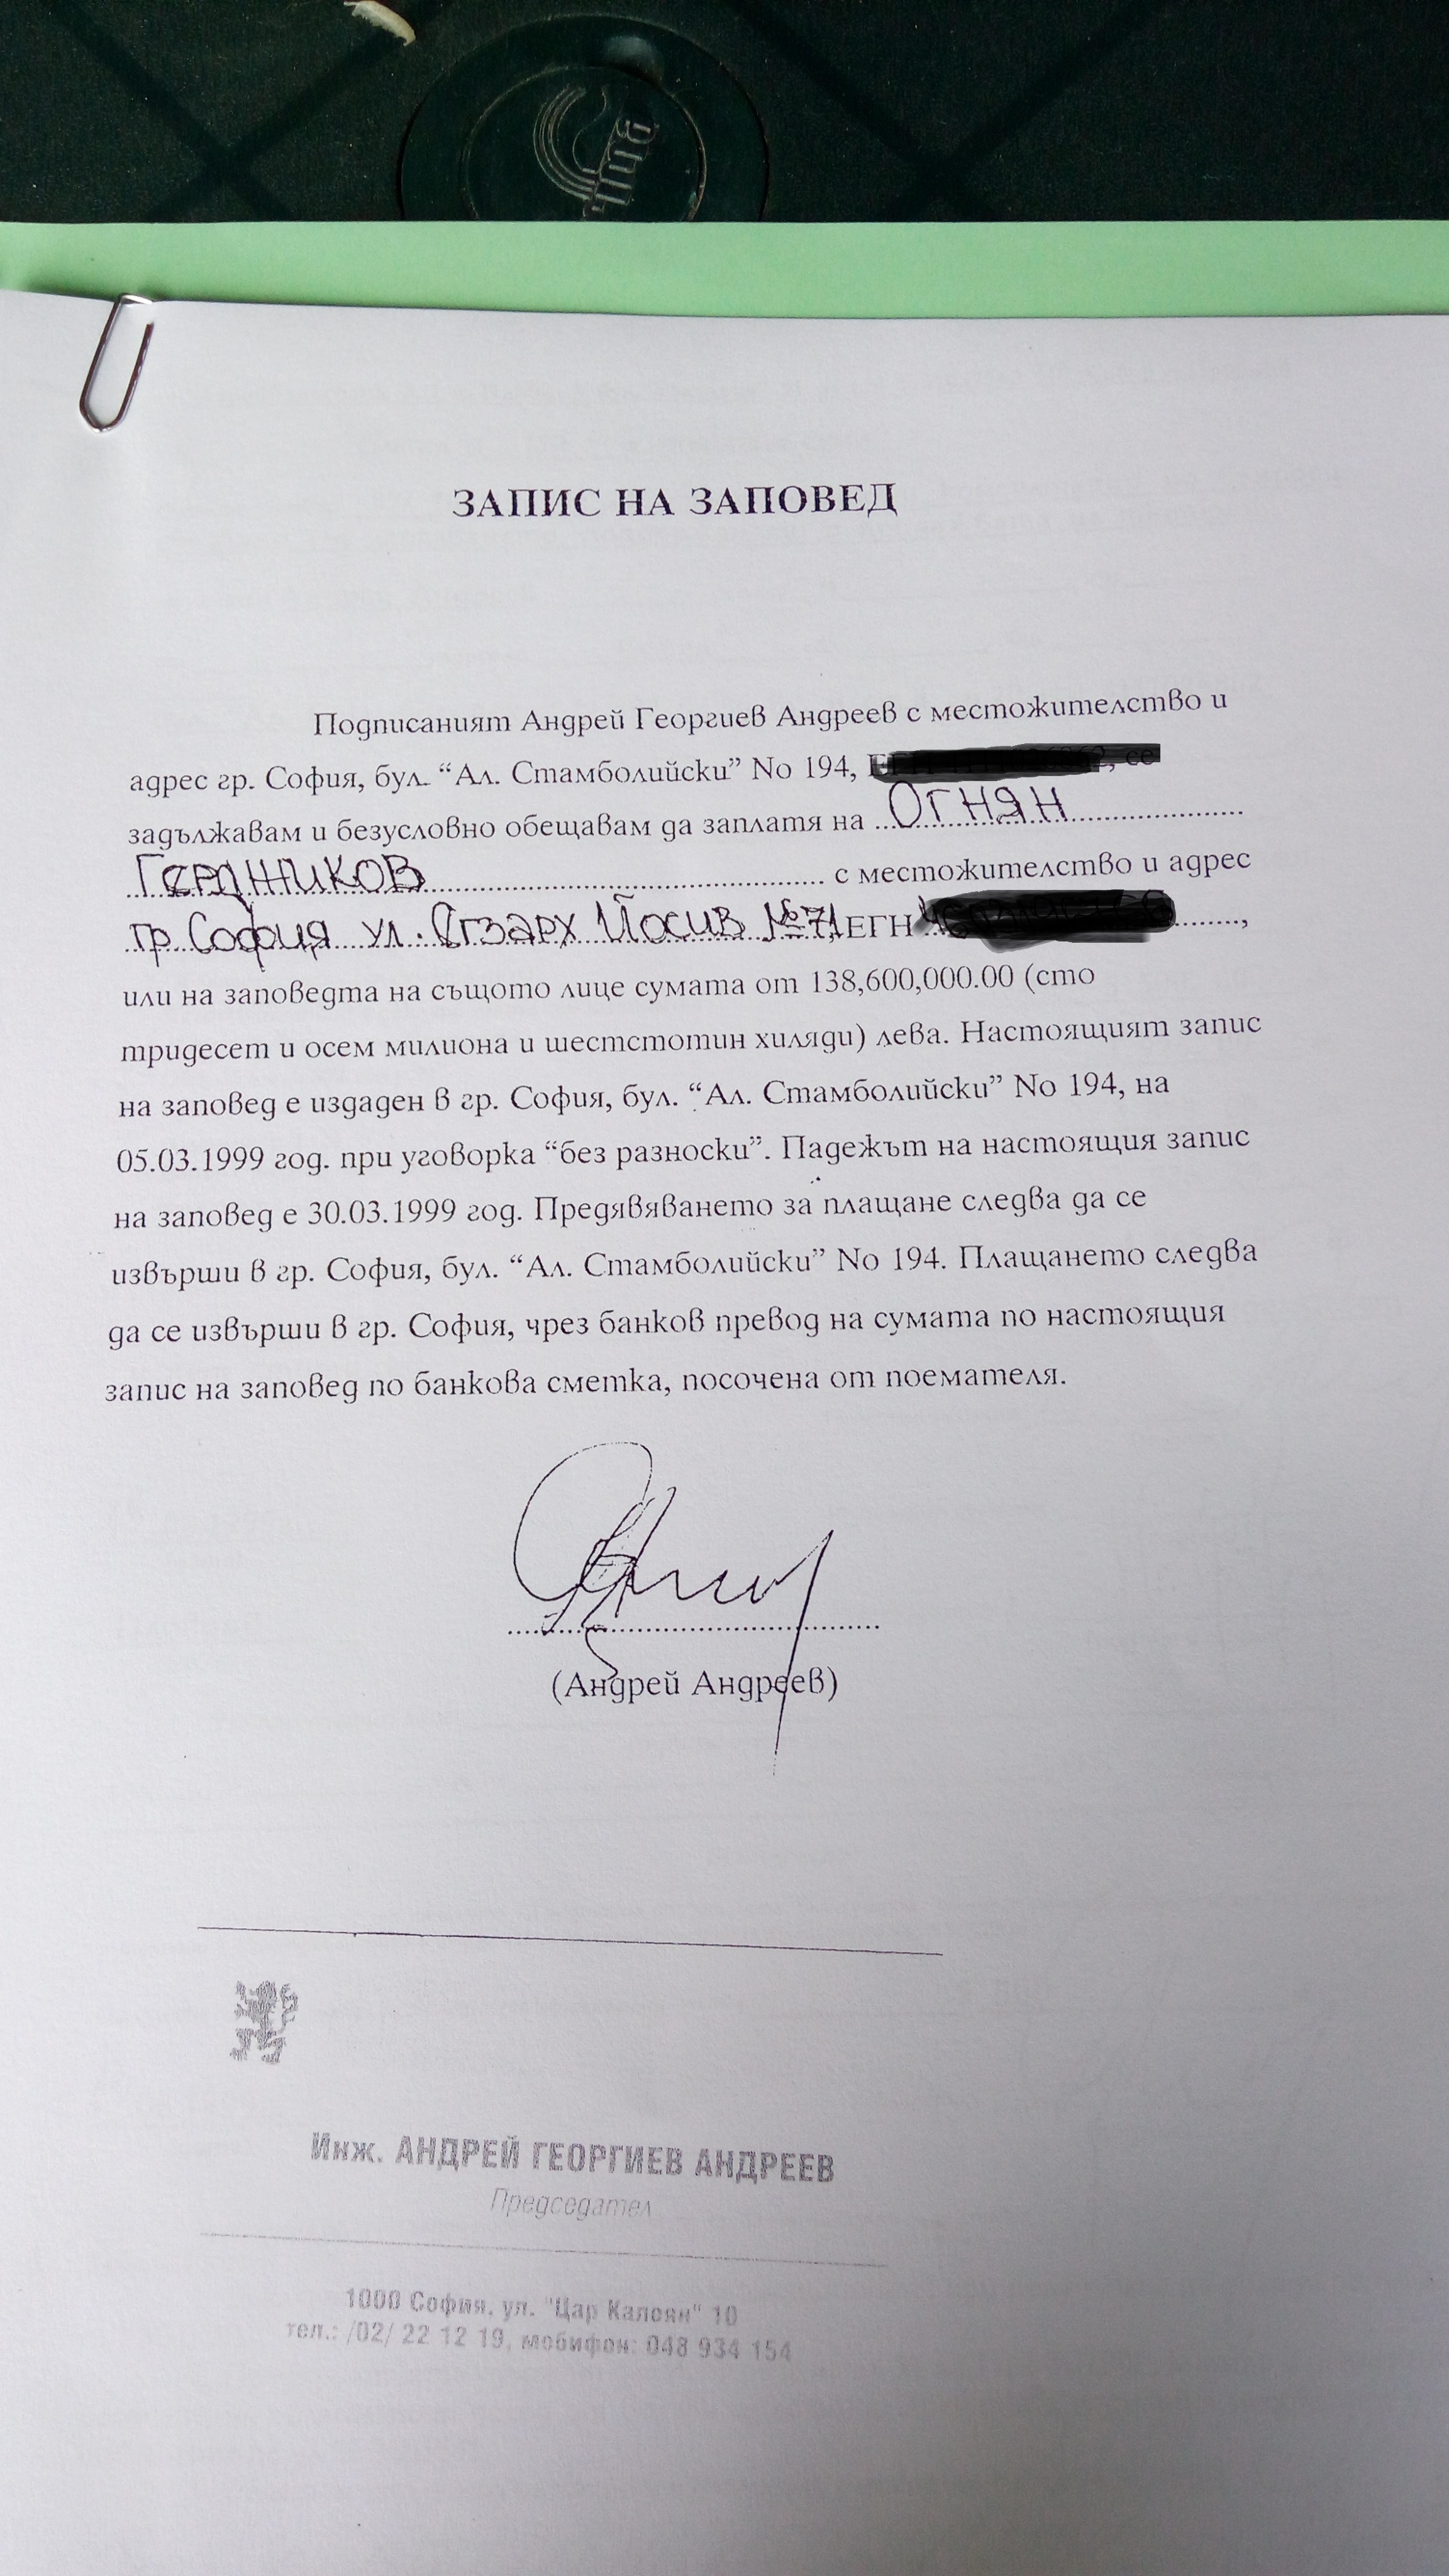 ЗАПИС НА ЗАПОВЕД
Подписаният Андрей Георгиев Андреев с местожителство и
адрес гр. София, бул. “Ал. Стамболийски” No 194, се
задължавам и безусловно обещавам да заплатя на ОГНЯН
ГЕРДЖИКОВ с местожителство и адрес
гр София ул. Егзарх Йосив №71 ЕГН ,
или на заповедта на същото лице сумата от 138,600,000.00 (сто
тридесет и осем милиона и шестстотин хиляди) лева. Настоящият запис
на заповед е издаден в гр. София, бул. “Ал. Стамболийски” No 194, на
05.03.1999 год. при уговорка “без разноски”. Падежът на настоящия запис
на заповед е 30.03.1999 год. Предявяването за плащане следва да се
извърши в гр. София, бул. “Ал. Стамболийски” No 194. Плащането следва
да се извърши в гр. София, чрез банков превод на сумата по настоящия
запис на заповед по банкова сметка, посочена от поемателя.
(Андрей Андреев)
Инж. АНДРЕЙ ГЕОРГИЕВ АНДРЕЕВ
Председател
1000 София, ул. "Цар Калоян" 10
тел.: /02/ 22 12 19, мобифон: 048 934 154